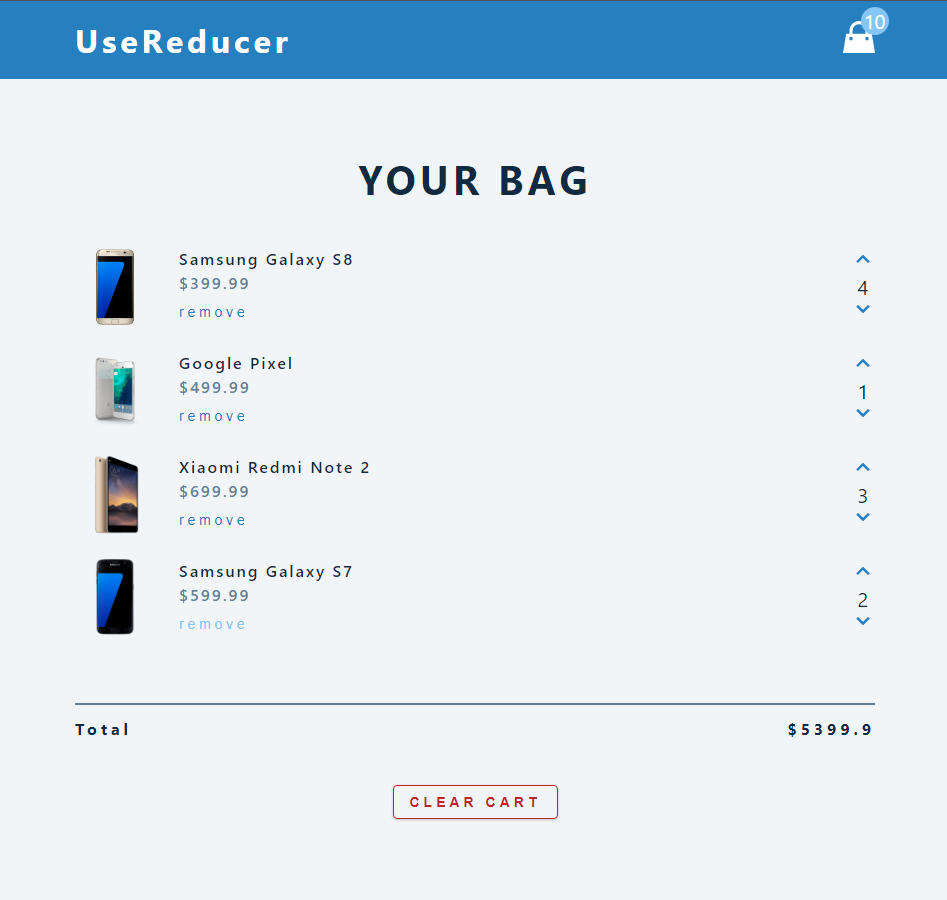 UseReducer
10
YOUR BAG
Samsung Galaxy S8
$399.99
remove
4
Google Pixel
$499.99
remove
1
Xiaomi Redmi Note 2
$699.99
remove
3
Samsung Galaxy S7
$599.99
remove
2
Total $5399.9
CLEAR CART